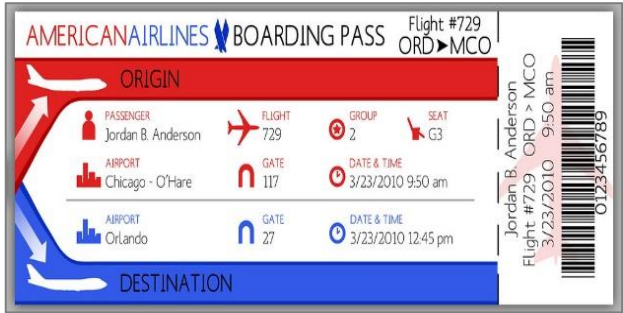 AMERICANAIRLINES BOARDING PASS
Flight #729
ORD➤MCO
ORIGIN
PASSENGER
Jordan B. Anderson
FLIGHT
729
GROUP
2
SEAT
G3
AIRPORT
Chicago - O'Hare
GATE
117
DATE & TIME
3/23/2010 9:50 am
AIRPORT
Orlando
GATE
27
DATE & TIME
3/23/2010 12:45 pm
DESTINATION
Jordan B. Anderson
Flight #729 ORD > MCO
3/23/2010 9:50 am
0123456789